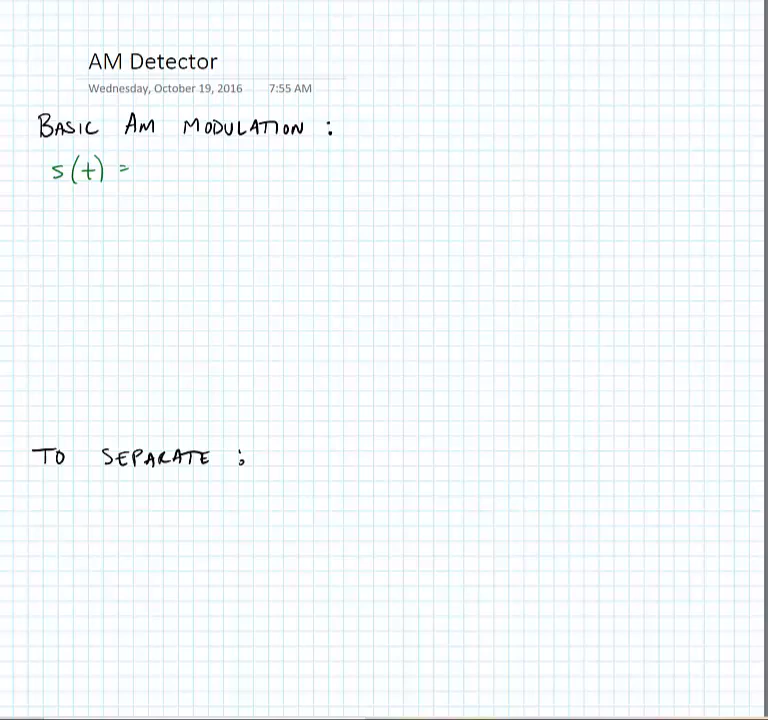 AM Detector
Wednesday, October 19, 2016 7:55 AM
BASIC AM MODULATION :
s(t) =
TO SEPARATE :